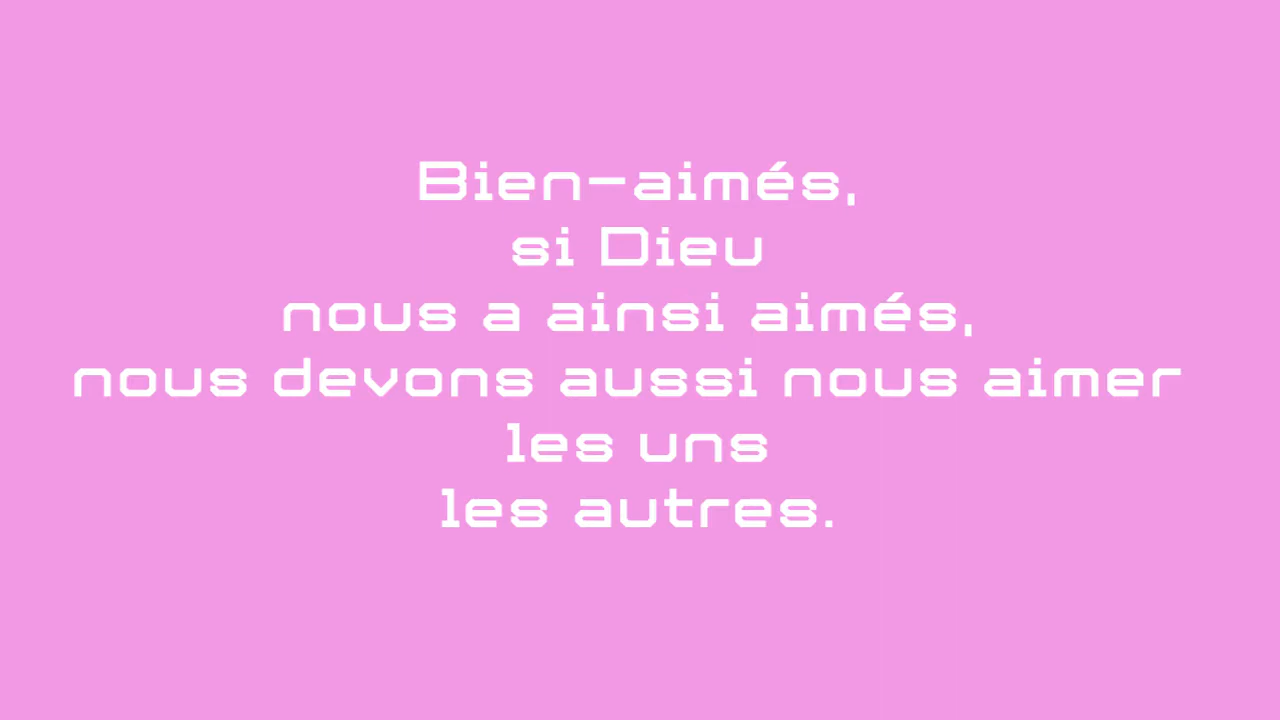 Bien-aimés,
si Dieu
nous a ainsi aimés,
nous devons aussi nous aimer
les uns
les autres.